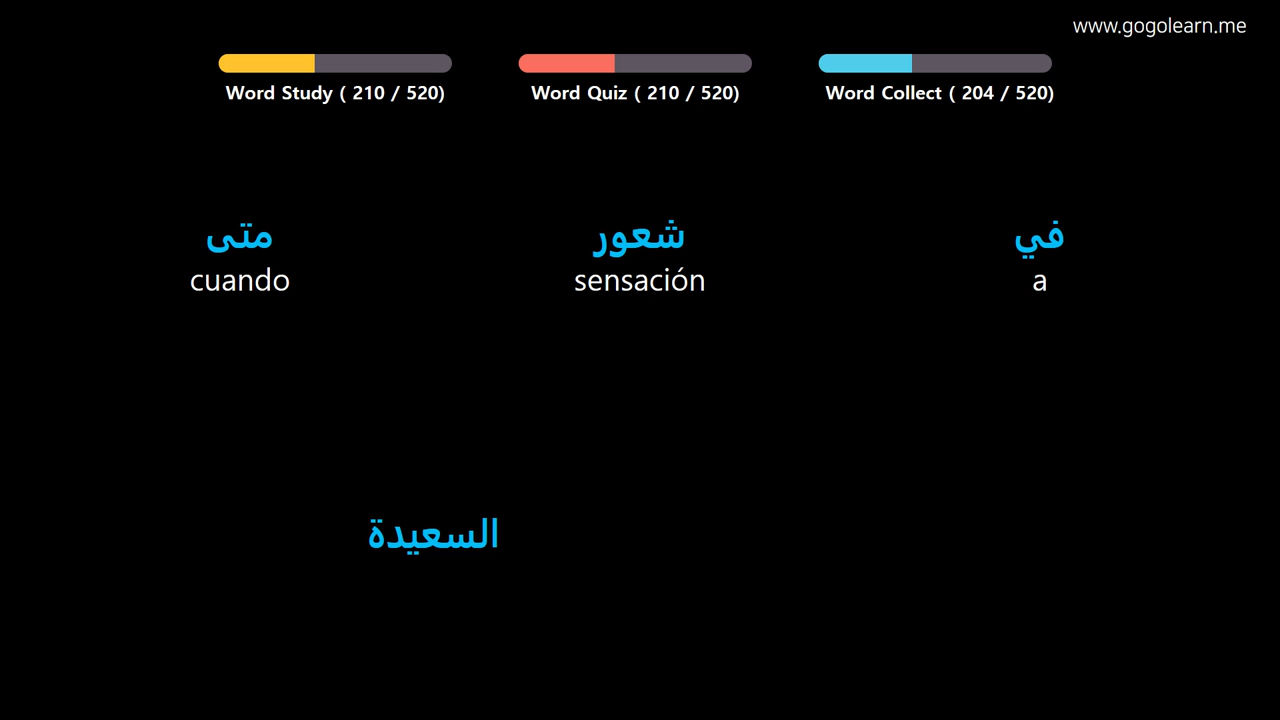 www.gogolearn.me
Word Study ( 210 / 520)
Word Quiz ( 210 / 520)
Word Collect ( 204 / 520)
متى
cuando
شعور
sensación
في
a
السعيدة